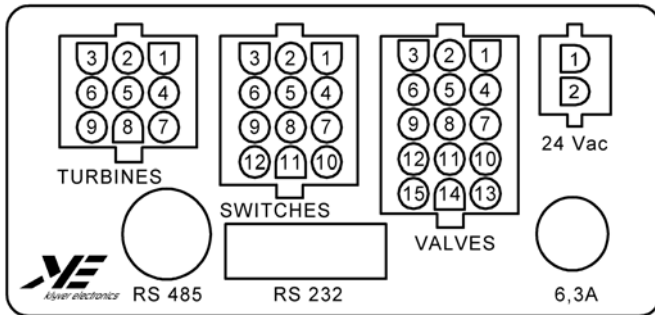 3 2 1
6 5 4
9 8 7
TURBINES
3 2 1
6 5 4
9 8 7
12 11 10
SWITCHES
3 2 1
6 5 4
9 8 7
12 11 10
15 14 13
VALVES
1
2
24 Vac
klyver electronics
RS 485
RS 232
6,3A